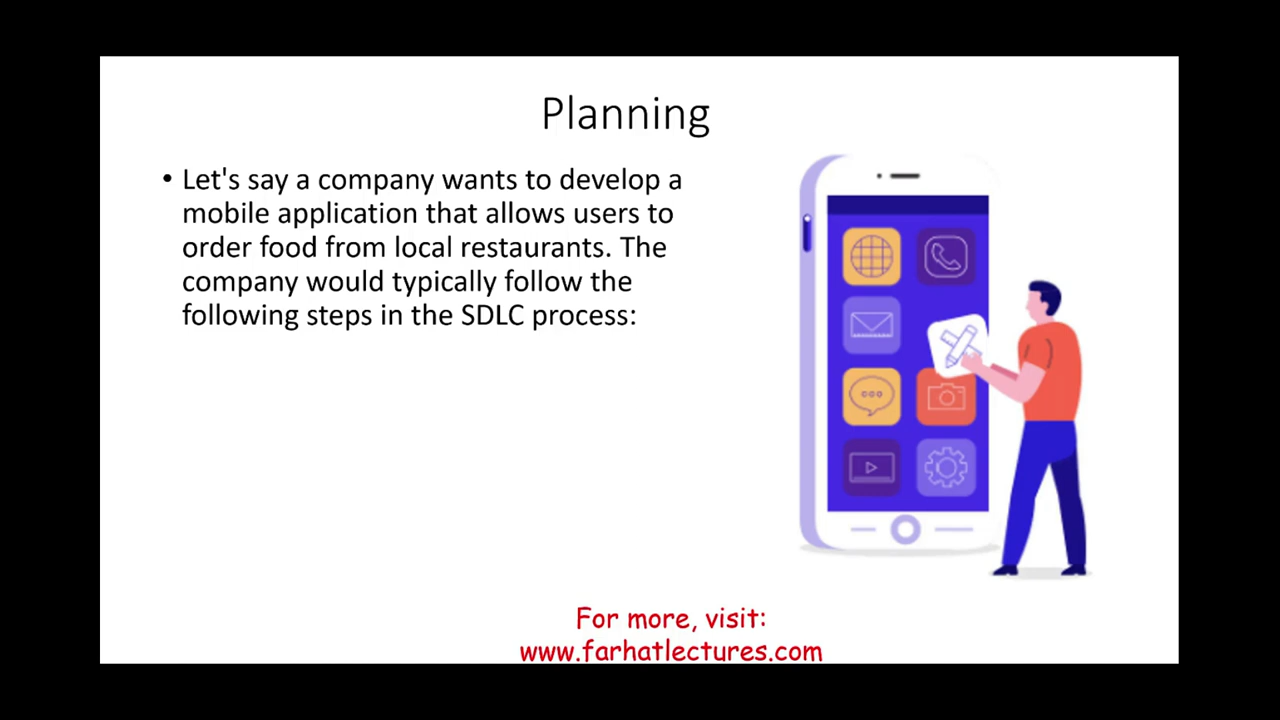 Planning
• Let's say a company wants to develop a
mobile application that allows users to
order food from local restaurants. The
company would typically follow the
following steps in the SDLC process:
For more, visit:
www.farhatlectures.com